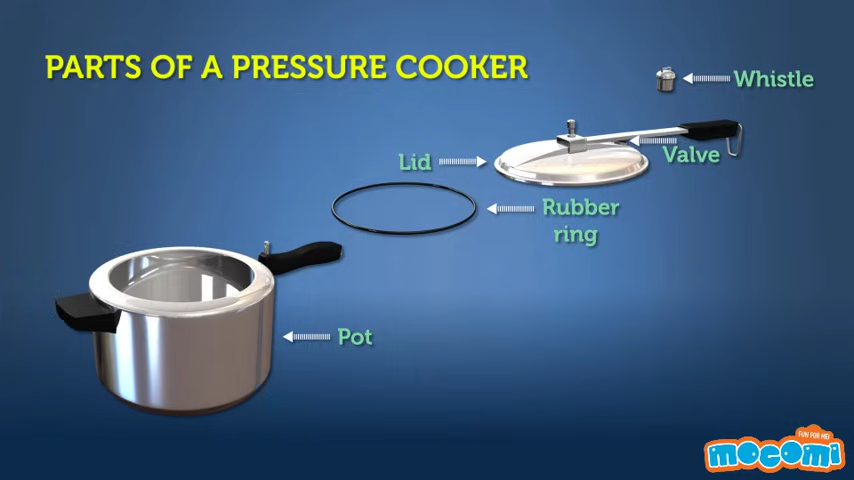 PARTS OF A PRESSURE COOKER
Whistle
Valve
Lid
Rubber
ring
Pot
FUN FOR ME!
mocomi